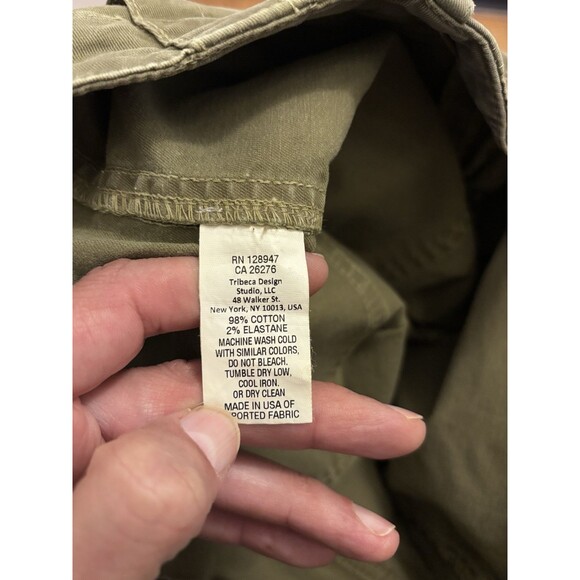 RN 128947
CA 26276
Tribeca Design
Studio, LLC
48 Walker St.
New York, NY 10013, USA
98% COTTON
2% ELASTANE
MACHINE WASH COLD
WITH SIMILAR COLORS,
DO NOT BLEACH.
TUMBLE DRY LOW,
COOL IRON.
OR DRY CLEAN
MADE IN USA OF
FABRIC